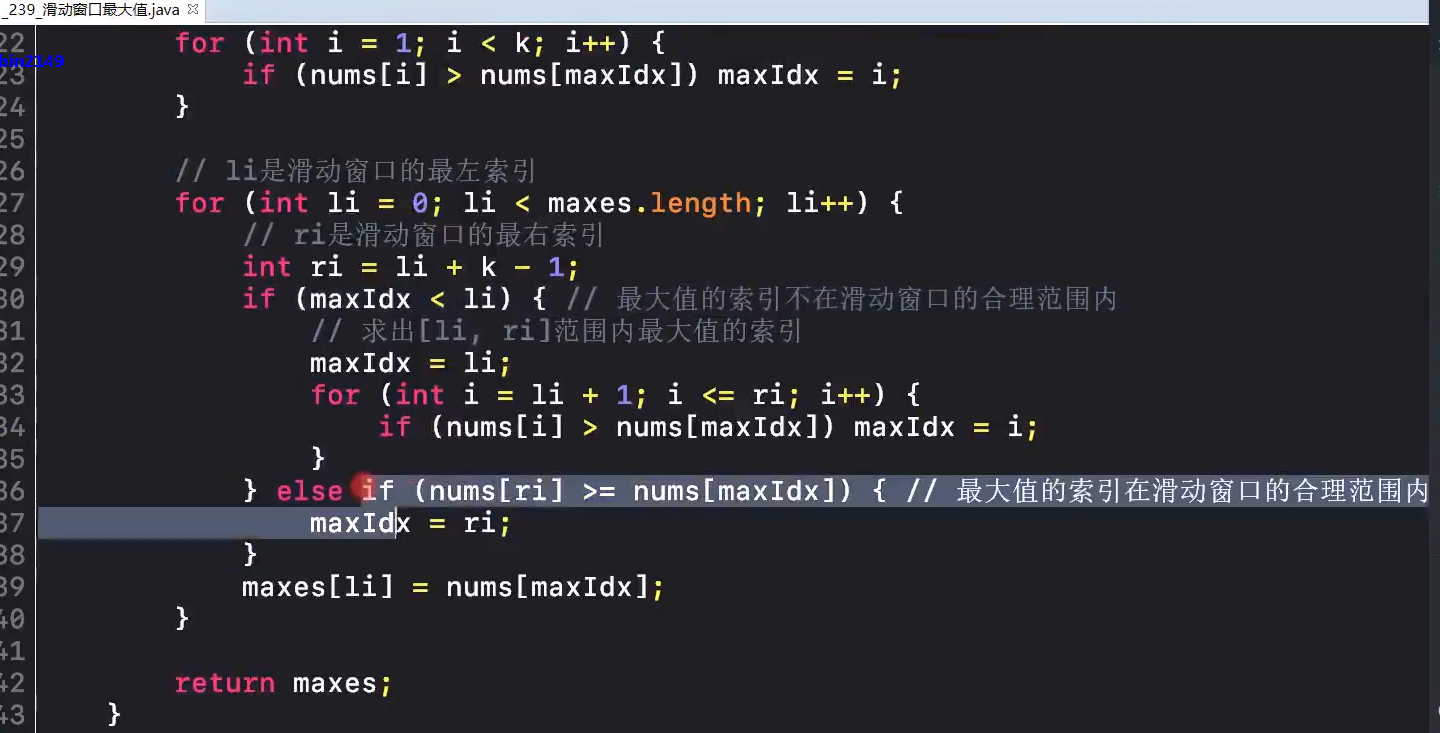 _239_滑动窗口最大值.java
22 for (int i = 1; i < k; i++) {
bin2149
23 if (nums[i] > nums[maxIdx]) maxIdx = i;
24 }
25
26 // li是滑动窗口的最左索引
27 for (int li = 0; li < maxes.length; li++) {
28 // ri是滑动窗口的最右索引
29 int ri = li + k - 1;
30 if (maxIdx < li) { // 最大值的索引不在滑动窗口的合理范围内
31 // 求出[li, ri]范围内最大值的索引
32 maxIdx = li;
33 for (int i = li + 1; i <= ri; i++) {
34 if (nums[i] > nums[maxIdx]) maxIdx = i;
35 }
36 } else if (nums[ri] >= nums[maxIdx]) { // 最大值的索引在滑动窗口的合理范围内
37 maxIdx = ri;
38 }
39 maxes[li] = nums[maxIdx];
40 }
41
42 return maxes;
43 }